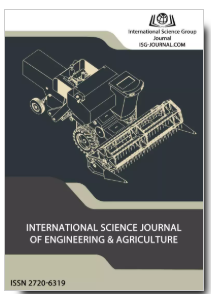 International Science Group
Journal
ISG-JOURNAL.COM
INTERNATIONAL SCIENCE JOURNAL
OF ENGINEERING & AGRICULTURE
ISSN 2720-6319